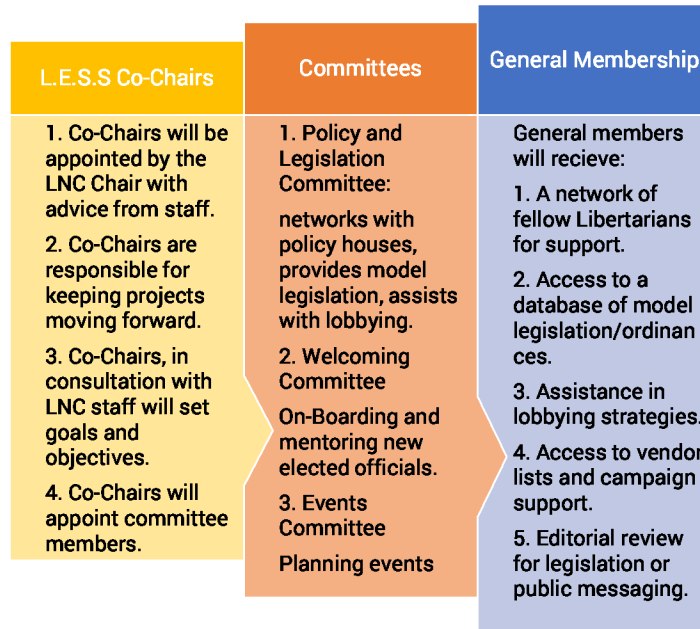 L.E.S.S Co-Chairs
1. Co-Chairs will be
appointed by the
LNC Chair with
advice from staff.
2. Co-Chairs are
responsible for
keeping projects
moving forward.
3. Co-Chairs, in
consultation with
LNC staff will set
goals and
objectives.
4. Co-Chairs will
appoint committee
members.
Committees
1. Policy and
Legislation
Committee:
networks with
policy houses,
provides model
legislation, assists
with lobbying.
2. Welcoming
Committee
On-Boarding and
mentoring new
elected officials.
3. Events
Committee
Planning events
General Membership
General members
will recieve:
1. A network of
fellow Libertarians
for support.
2. Access to a
database of model
legislation/ordinan
ces.
3. Assistance in
lobbying strategies.
4. Access to vendor
lists and campaign
support.
5. Editorial review
for legislation or
public messaging.